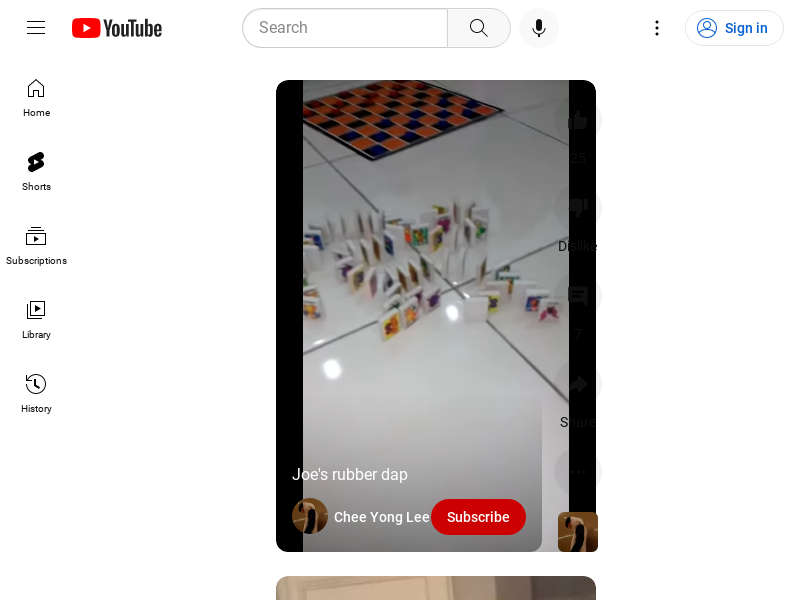 YouTube
Search
Sign in
Home
Shorts
Subscriptions
Library
History
25
Dislike
7
Share
Joe's rubber dap
Chee Yong Lee
Subscribe